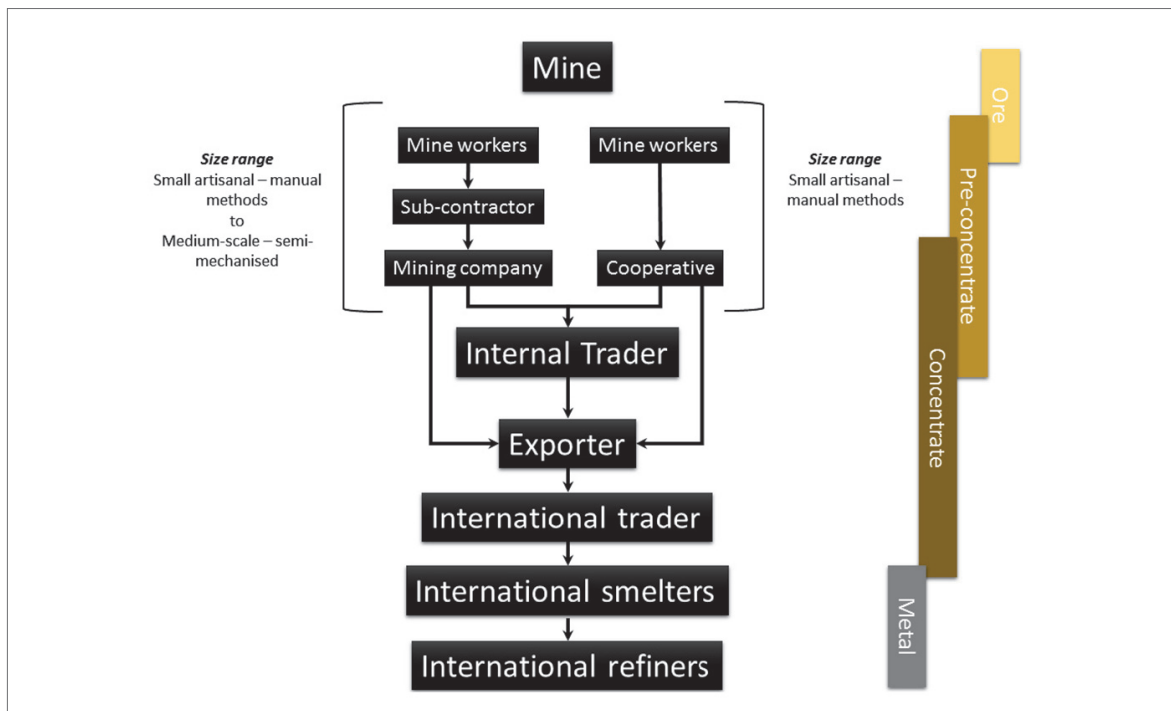 Mine
Size range
Small artisanal – manual
methods
to
Medium-scale – semi-
mechanised
Mine workers
Sub-contractor
Mining company
Mine workers
Cooperative
Size range
Small artisanal –
manual methods
Internal Trader
Exporter
International trader
International smelters
International refiners
Ore
Pre-concentrate
Concentrate
Metal